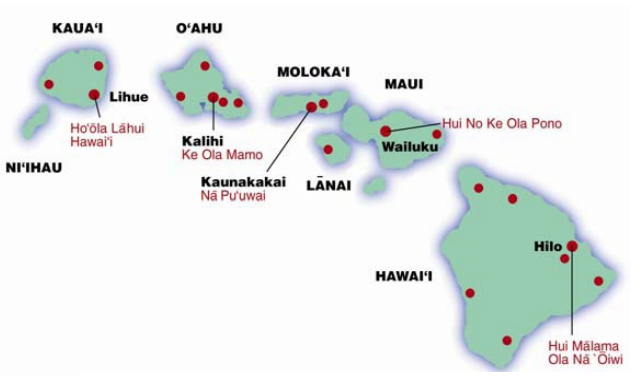 KAUAʻI
OʻAHU
MOLOKAʻI
MAUI
Lihue
Hoʻōla Lāhui
Hawaiʻi
NIʻIHAU
Kalihi
Ke Ola Mamo
Kaunakakai
Nā Puʻuwai
LĀNAI
Hui No Ke Ola Pono
Wailuku
HAWAIʻI
Hilo
Hui Mālama
Ola Nā `Ōiwi